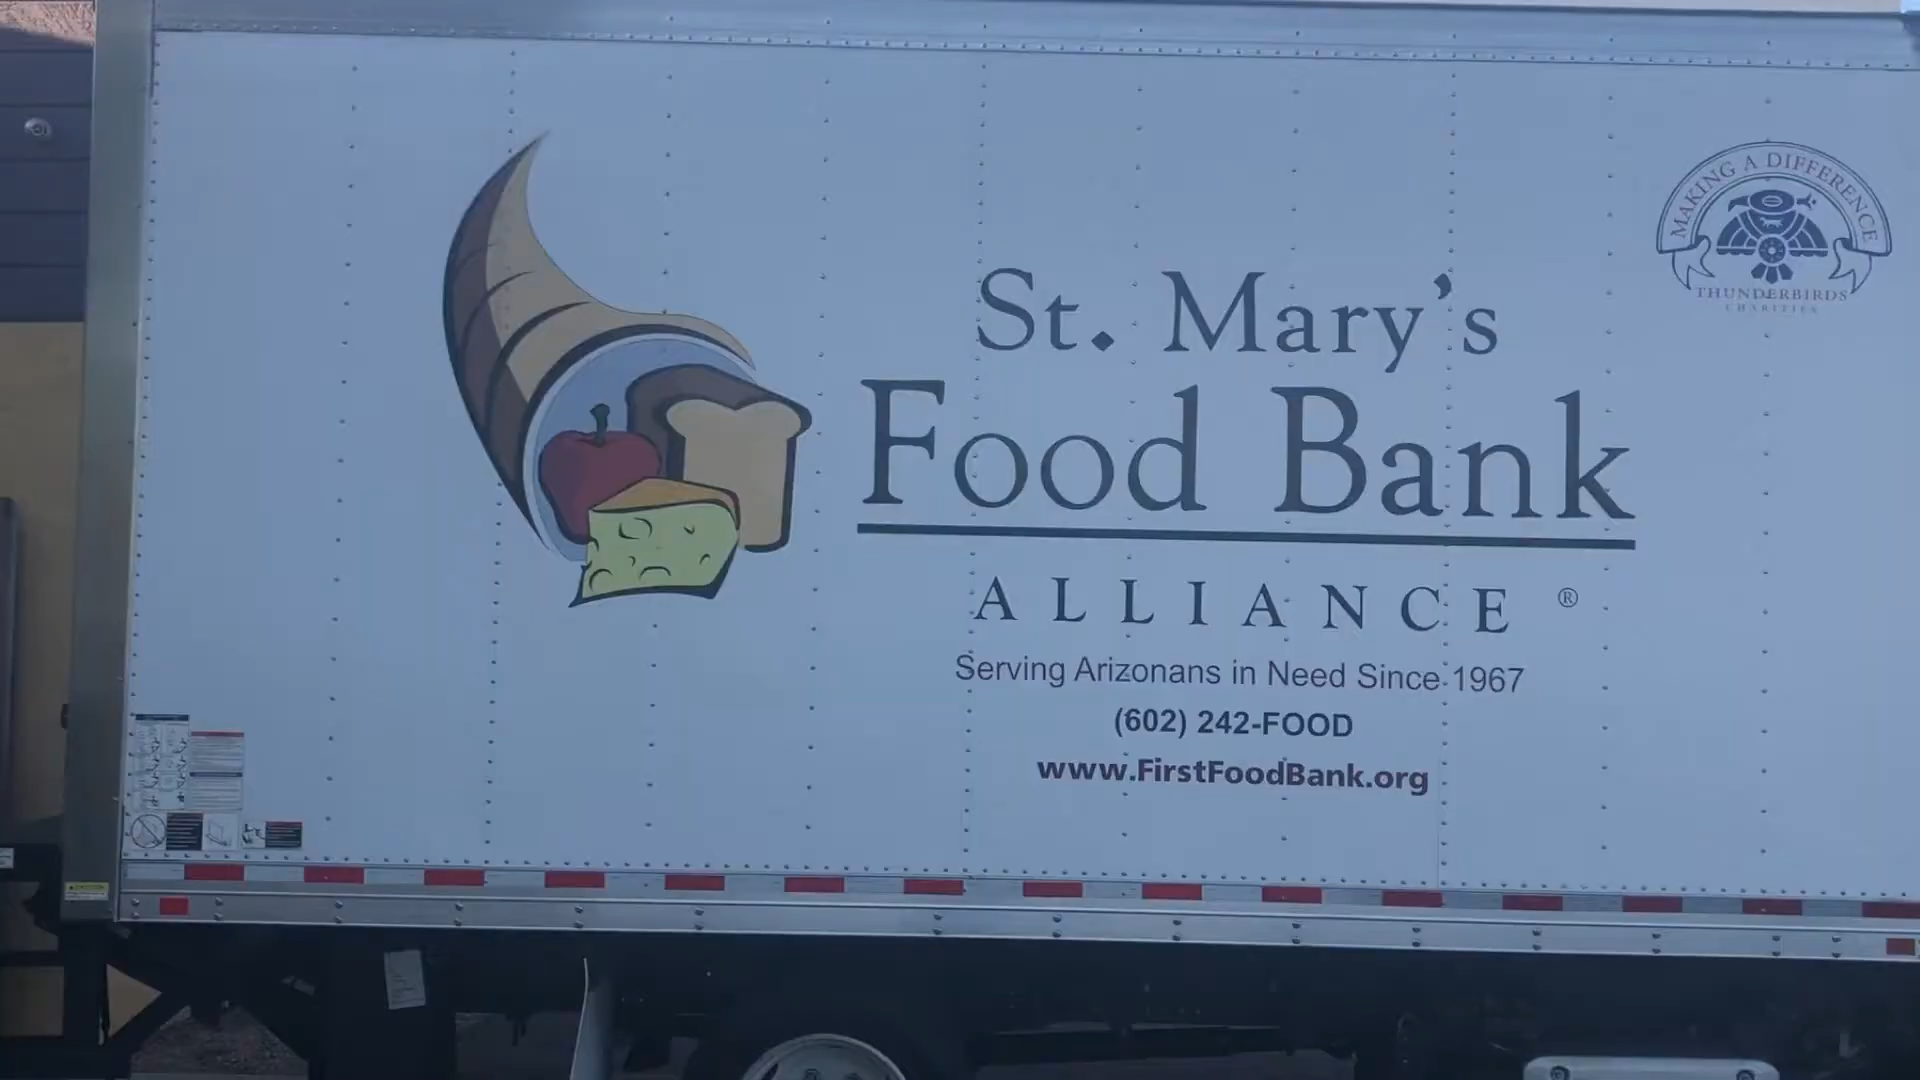 MAKING A DIFFERENCE
THUNDERBIRDS
CHARITIES
St. Mary's
Food Bank
ALLIANCE ®
Serving Arizonans in Need Since 1967
(602) 242-FOOD
www.FirstFoodBank.org